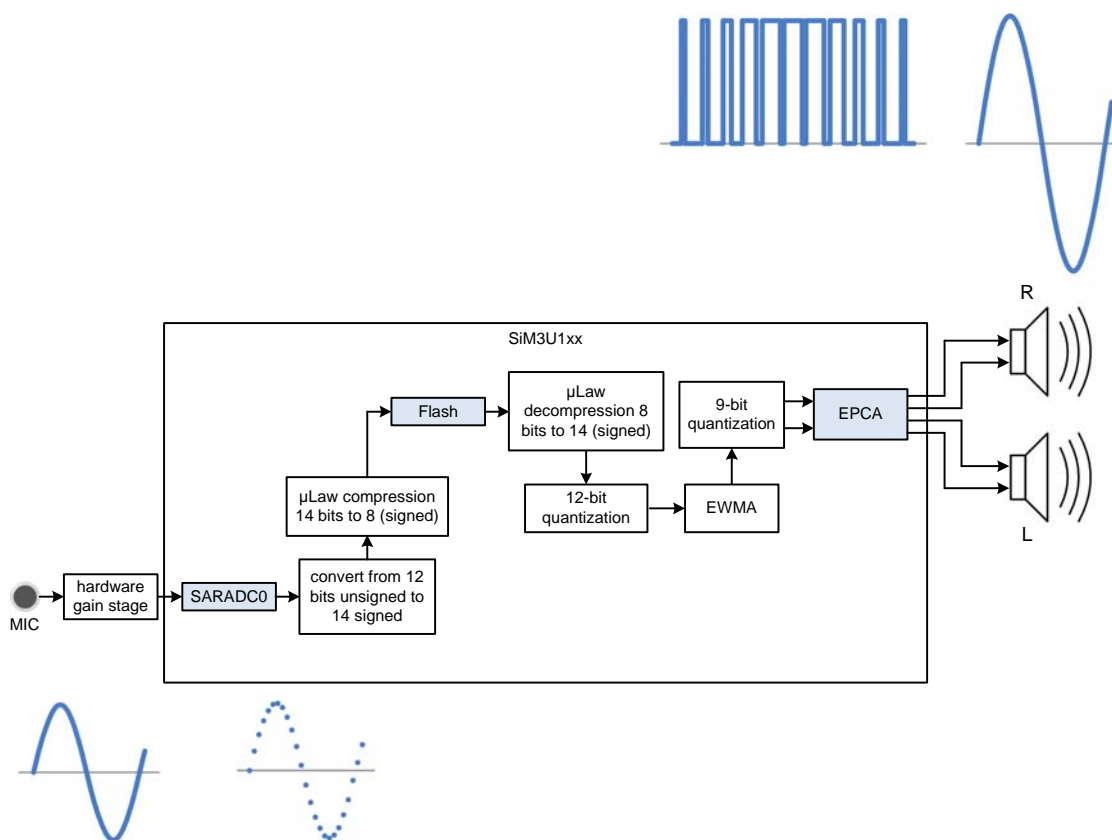 R
SiM3U1xx
µLaw
decompression 8
bits to 14 (signed)
9-bit
quantization
EPCA
Flash
µLaw compression
14 bits to 8 (signed)
12-bit
quantization
EWMA
L
hardware
gain stage
SARADC0
convert from 12
bits unsigned to
14 signed
MIC